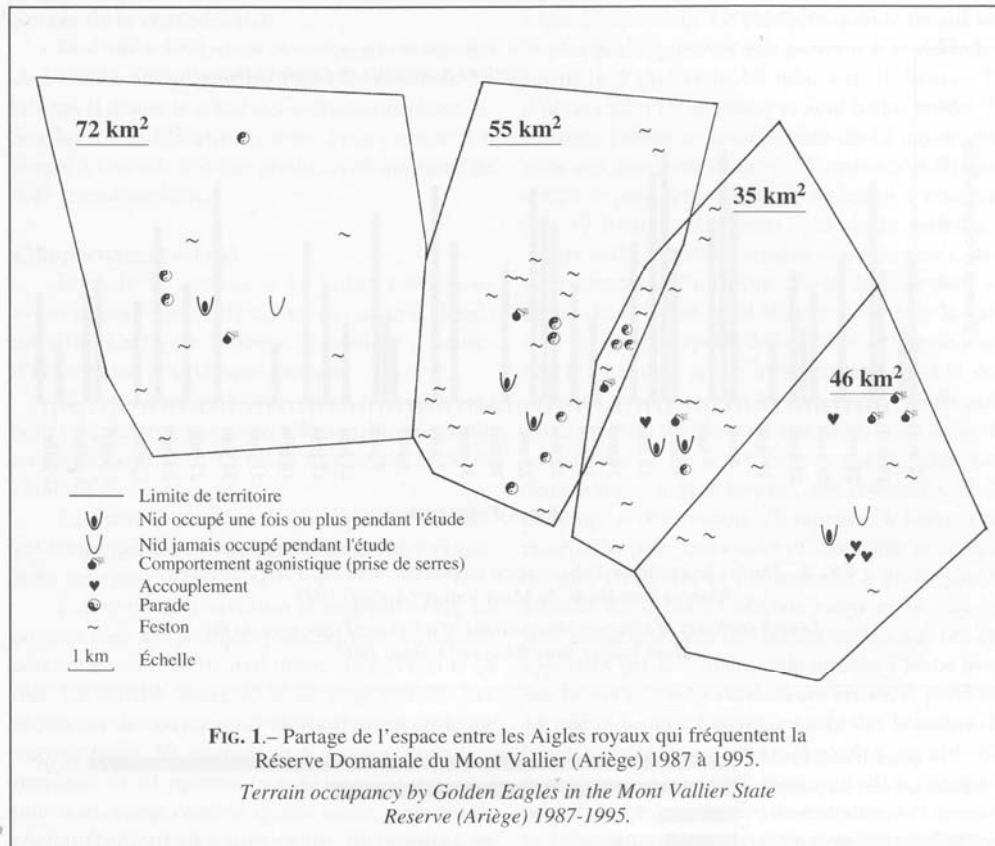 72 km²
55 km²
35 km²
46 km²
Limite de territoire
Nid occupé une fois ou plus pendant l'étude
Nid jamais occupé pendant l'étude
Comportement agonistique (prise de serres)
Accouplement
Parade
Feston
1 km Échelle
FIG. 1.– Partage de l'espace entre les Aigles royaux qui fréquentent la
Réserve Domaniale du Mont Vallier (Ariège) 1987 à 1995.
Terrain occupancy by Golden Eagles in the Mont Vallier State
Reserve (Ariège) 1987-1995.